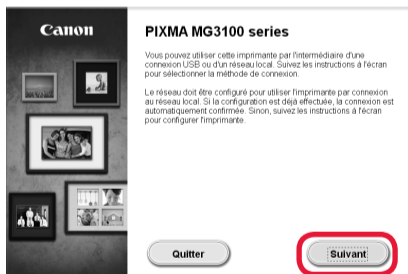 Canon
PIXMA MG3100 series
Vous pouvez utiliser cette imprimante par l'intermédiaire d'une
connexion USB ou d'un réseau local. Suivez les instructions à l'écran
pour sélectionner la méthode de connexion.
Le réseau doit être configuré pour utiliser l'imprimante par connexion
au réseau local. Si la configuration est déjà effectuée, la connexion est
automatiquement confirmée. Sinon, suivez les instructions à l'écran
pour configurer l'imprimante.
Quitter
Suivant